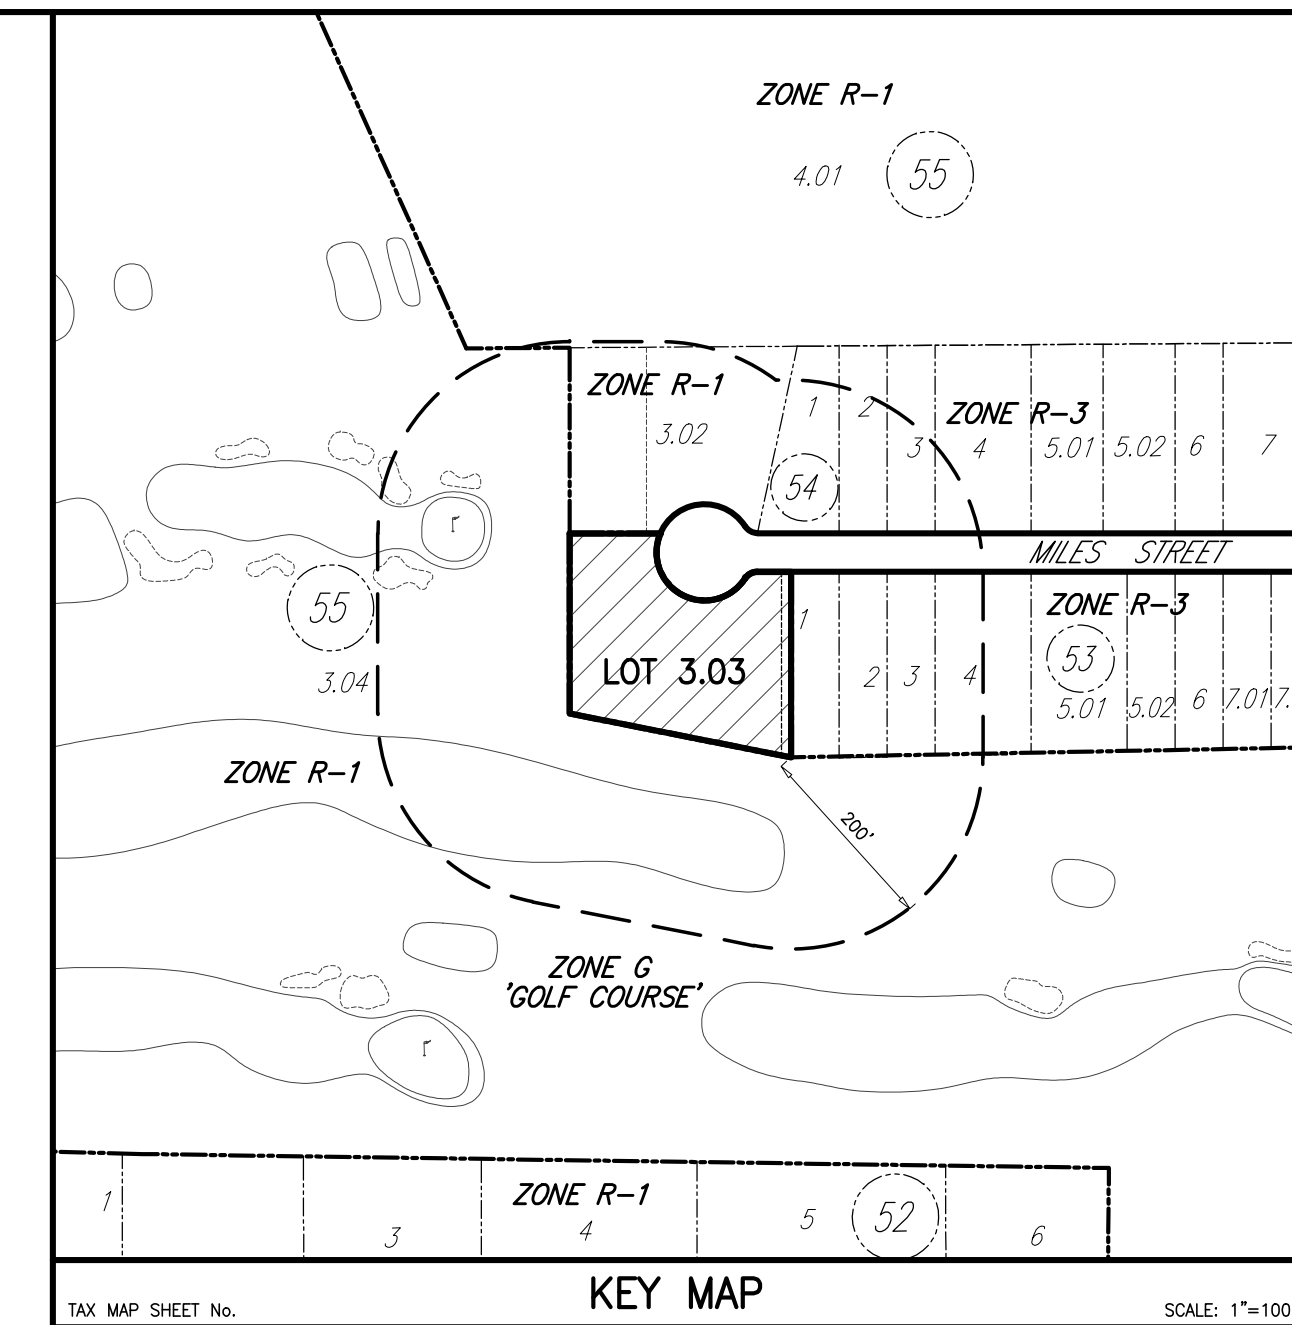 ZONE R-1
4.01
55
ZONE R-1
3.02
1
2
3
ZONE R-3
4
5.01
5.02
6
7
54
MILES STREET
55
3.04
LOT 3.03
1
2
3
4
ZONE R-3
53
5.01
5.02
6
7.01
7.
ZONE R-1
200'
ZONE G
'GOLF COURSE'
1
3
ZONE R-1
4
5
52
6
KEY MAP
TAX MAP SHEET No.
SCALE: 1"=100